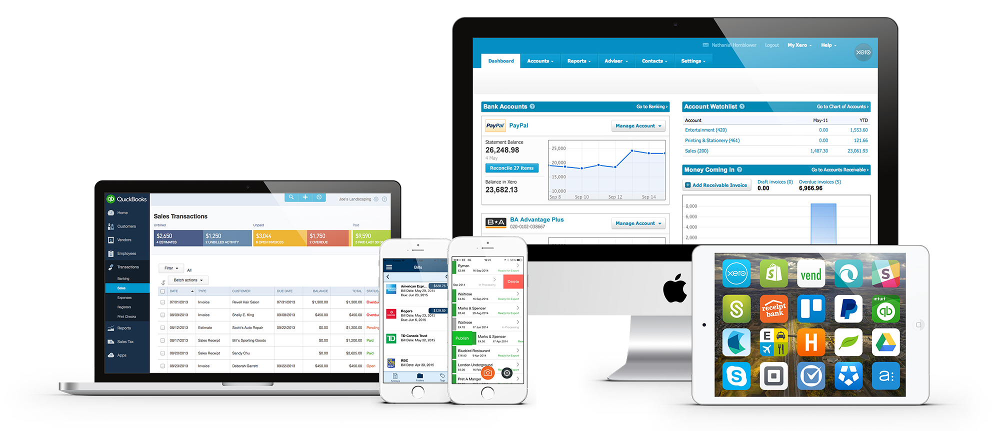 Nathanial Hornblower Logout My Xero Help
xero
Dashboard Accounts Reports Adviser Contacts Settings
Bank Accounts ? Go to Banking ›
PayPal PayPal Manage Account
Statement Balance
26,248.98
4 May
Reconcile 27 items
Balance in Xero
23,682.13
25,000
20,000
15,000
10,000
Sep 8 Sep 10 Sep 12 Sep 14
B★A BA Advantage Plus Manage Account
020-0102-038667
Account Watchlist ? Go to Chart of Accounts ›
Account May-11 YTD
Entertainment (420) 0.00 1,553.60
Printing & Stationery (461) 0.00 121.66
Sales (200) 1,487.30 23,061.93
Money Coming In ? Go to Accounts Receivable ›
Add Receivable Invoice
Draft invoices (0) Overdue invoices (5)
0.00 6,966.96
8,000
6,000
4,000
2,000
qb QuickBooks
Home
Customers
Vendors
Employees
Transactions
Banking
Sales
Expenses
Registers
Print Checks
Reports
Sales Tax
Apps
Joe's Landscaping ?
Sales Transactions
Unbilled Unpaid Paid
$2,650 $1,250 $3,044 $1,750 $9,590
4 ESTIMATES 2 UNBILLED ACTIVITY 6 OPEN INVOICES 2 OVERDUE 5 PAID LAST 30 D
Filter All
Batch actions
DATE TYPE CUSTOMER DUE DATE BALANCE TOTAL STATUS
07/01/2013 Invoice Revell Hair Salon 07/31/2013 $1,300.00 $1,300.00 Overdu
08/09/2013 Invoice Shelly E. King 09/08/2013 $450.00 $450.00 Overdu
08/12/2013 Estimate Scott's Auto Repair 09/22/2013 $0.00 $1,300.00 Pending
08/17/2013 Sales Receipt Bill's Sporting Goods $0.00 $1,200.00 Paid
08/20/2013 Sales Receipt Sandy Chu $0.00 $2,625.00 Paid
08/23/2013 Invoice Deborah Garrett 09/22/2013 $450.00 $450.00 Open
Bills
American Expr... $838.76
Bill Date: May 29, 2015
Due: Jun 23, 2015
ROGERS
Rogers $129.89
Bill Date: May 23, 2015
Due: Jun 6, 2015
TD
TD Canada Trust
Bill Date: May 22, 2015
RBC
RBC
Bill Date: Apr 30, 2015
All Docs Folders Tags
EE 3G 12:20 56%
Ryman
£2.69 16 Sep 2014 Ready for Export
Sep 2014 In Processing Delete
Waitrose
£4.65 16 Sep 2014 Ready for Export
Marks & Spencer
£8.40 29 Aug 2014 Ready for Export
Waitrose
£4.78 17 Jun 2014 In Processing
Publish
Marks & Spencer
£4.50 17 Apr 2014 Rea
Bluebird Restaurant
£16.50 9 Apr 2014 Ready for Export
London Underground
£5.00 16 Feb
Pret A Manger
xero
S
vend
S
S
receipt
bank
intuit
qb
E
H
S
a: